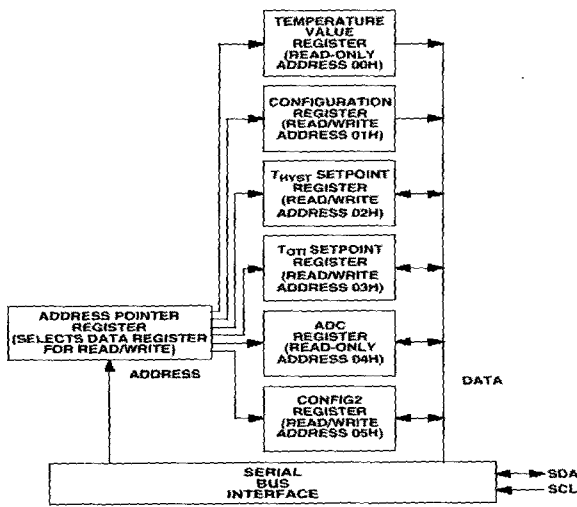 TEMPERATURE
VALUE
REGISTER
(READ-ONLY
ADDRESS 00H)
CONFIGURATION
REGISTER
(READ/WRITE
ADDRESS 01H)
THYST SETPOINT
REGISTER
(READ/WRITE
ADDRESS 02H)
TOTI SETPOINT
REGISTER
(READ/WRITE
ADDRESS 03H)
ADDRESS POINTER
REGISTER
(SELECTS DATA REGISTER
FOR READ/WRITE)
ADC
REGISTER
(READ-ONLY
ADDRESS 04H)
ADDRESS
DATA
CONFIG2
REGISTER
(READ/WRITE
ADDRESS 05H)
SERIAL
BUS
INTERFACE
SDA
SCL